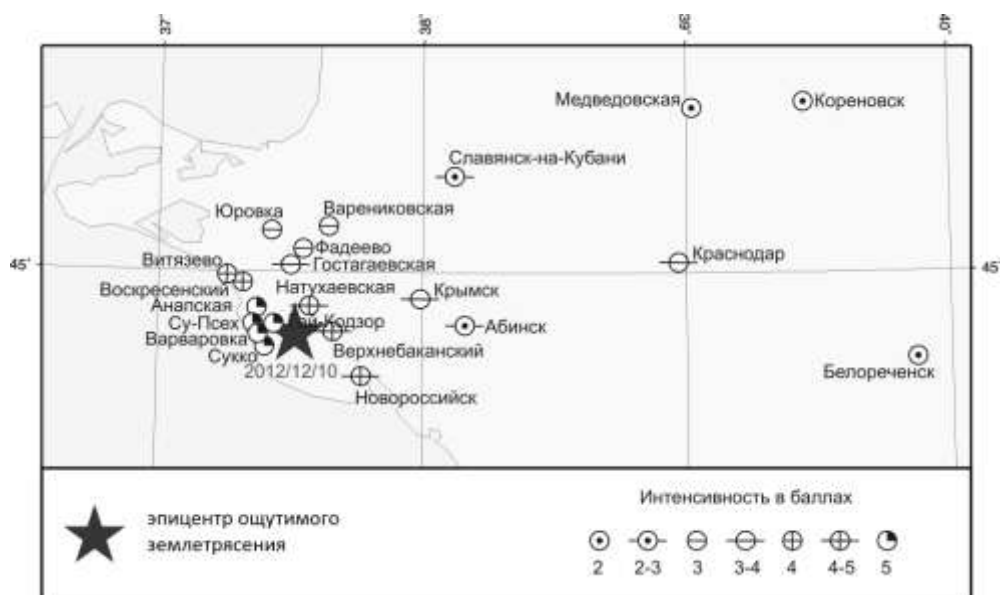 37°
38°
39°
40°
Медведовская
Кореновск
Славянск-на-Кубани
Юровка
Варениковская
Фадеево
45°
Витязево
Гостагаевская
Краснодар
45°
Воскресенский
Натухаевская
Крымск
Анапская
Су-Псех
Гай-Кодзор
Абинск
Варваровка
Верхнебаканский
Сукко
2012/12/10
Белореченск
Новороссийск
эпицентр ощутимого
землетрясения
Интенсивность в баллах
2 2-3 3 3-4 4 4-5 5